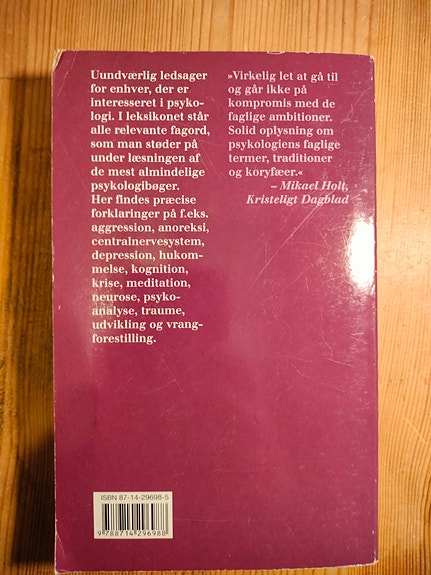 Uundværlig ledsager
for enhver, der er
interesseret i psyko-
logi. I leksikonet står
alle relevante fagord,
som man støder på
under læsningen af
de mest almindelige
psykologibøger.
Her findes præcise
forklaringer på f.eks.
aggression, anoreksi,
centralnervesystem,
depression, hukom-
melse, kognition,
krise, meditation,
neurose, psyko-
analyse, traume,
udvikling og vrang-
forestilling.
»Virkelig let at gå til
og går ikke på
kompromis med de
faglige ambitioner.
Solid oplysning om
psykologiens faglige
termer, traditioner
og koryfæer.«
– Mikael Holt,
Kristeligt Dagblad
ISBN 87-14-29698-5
9 788714 296988